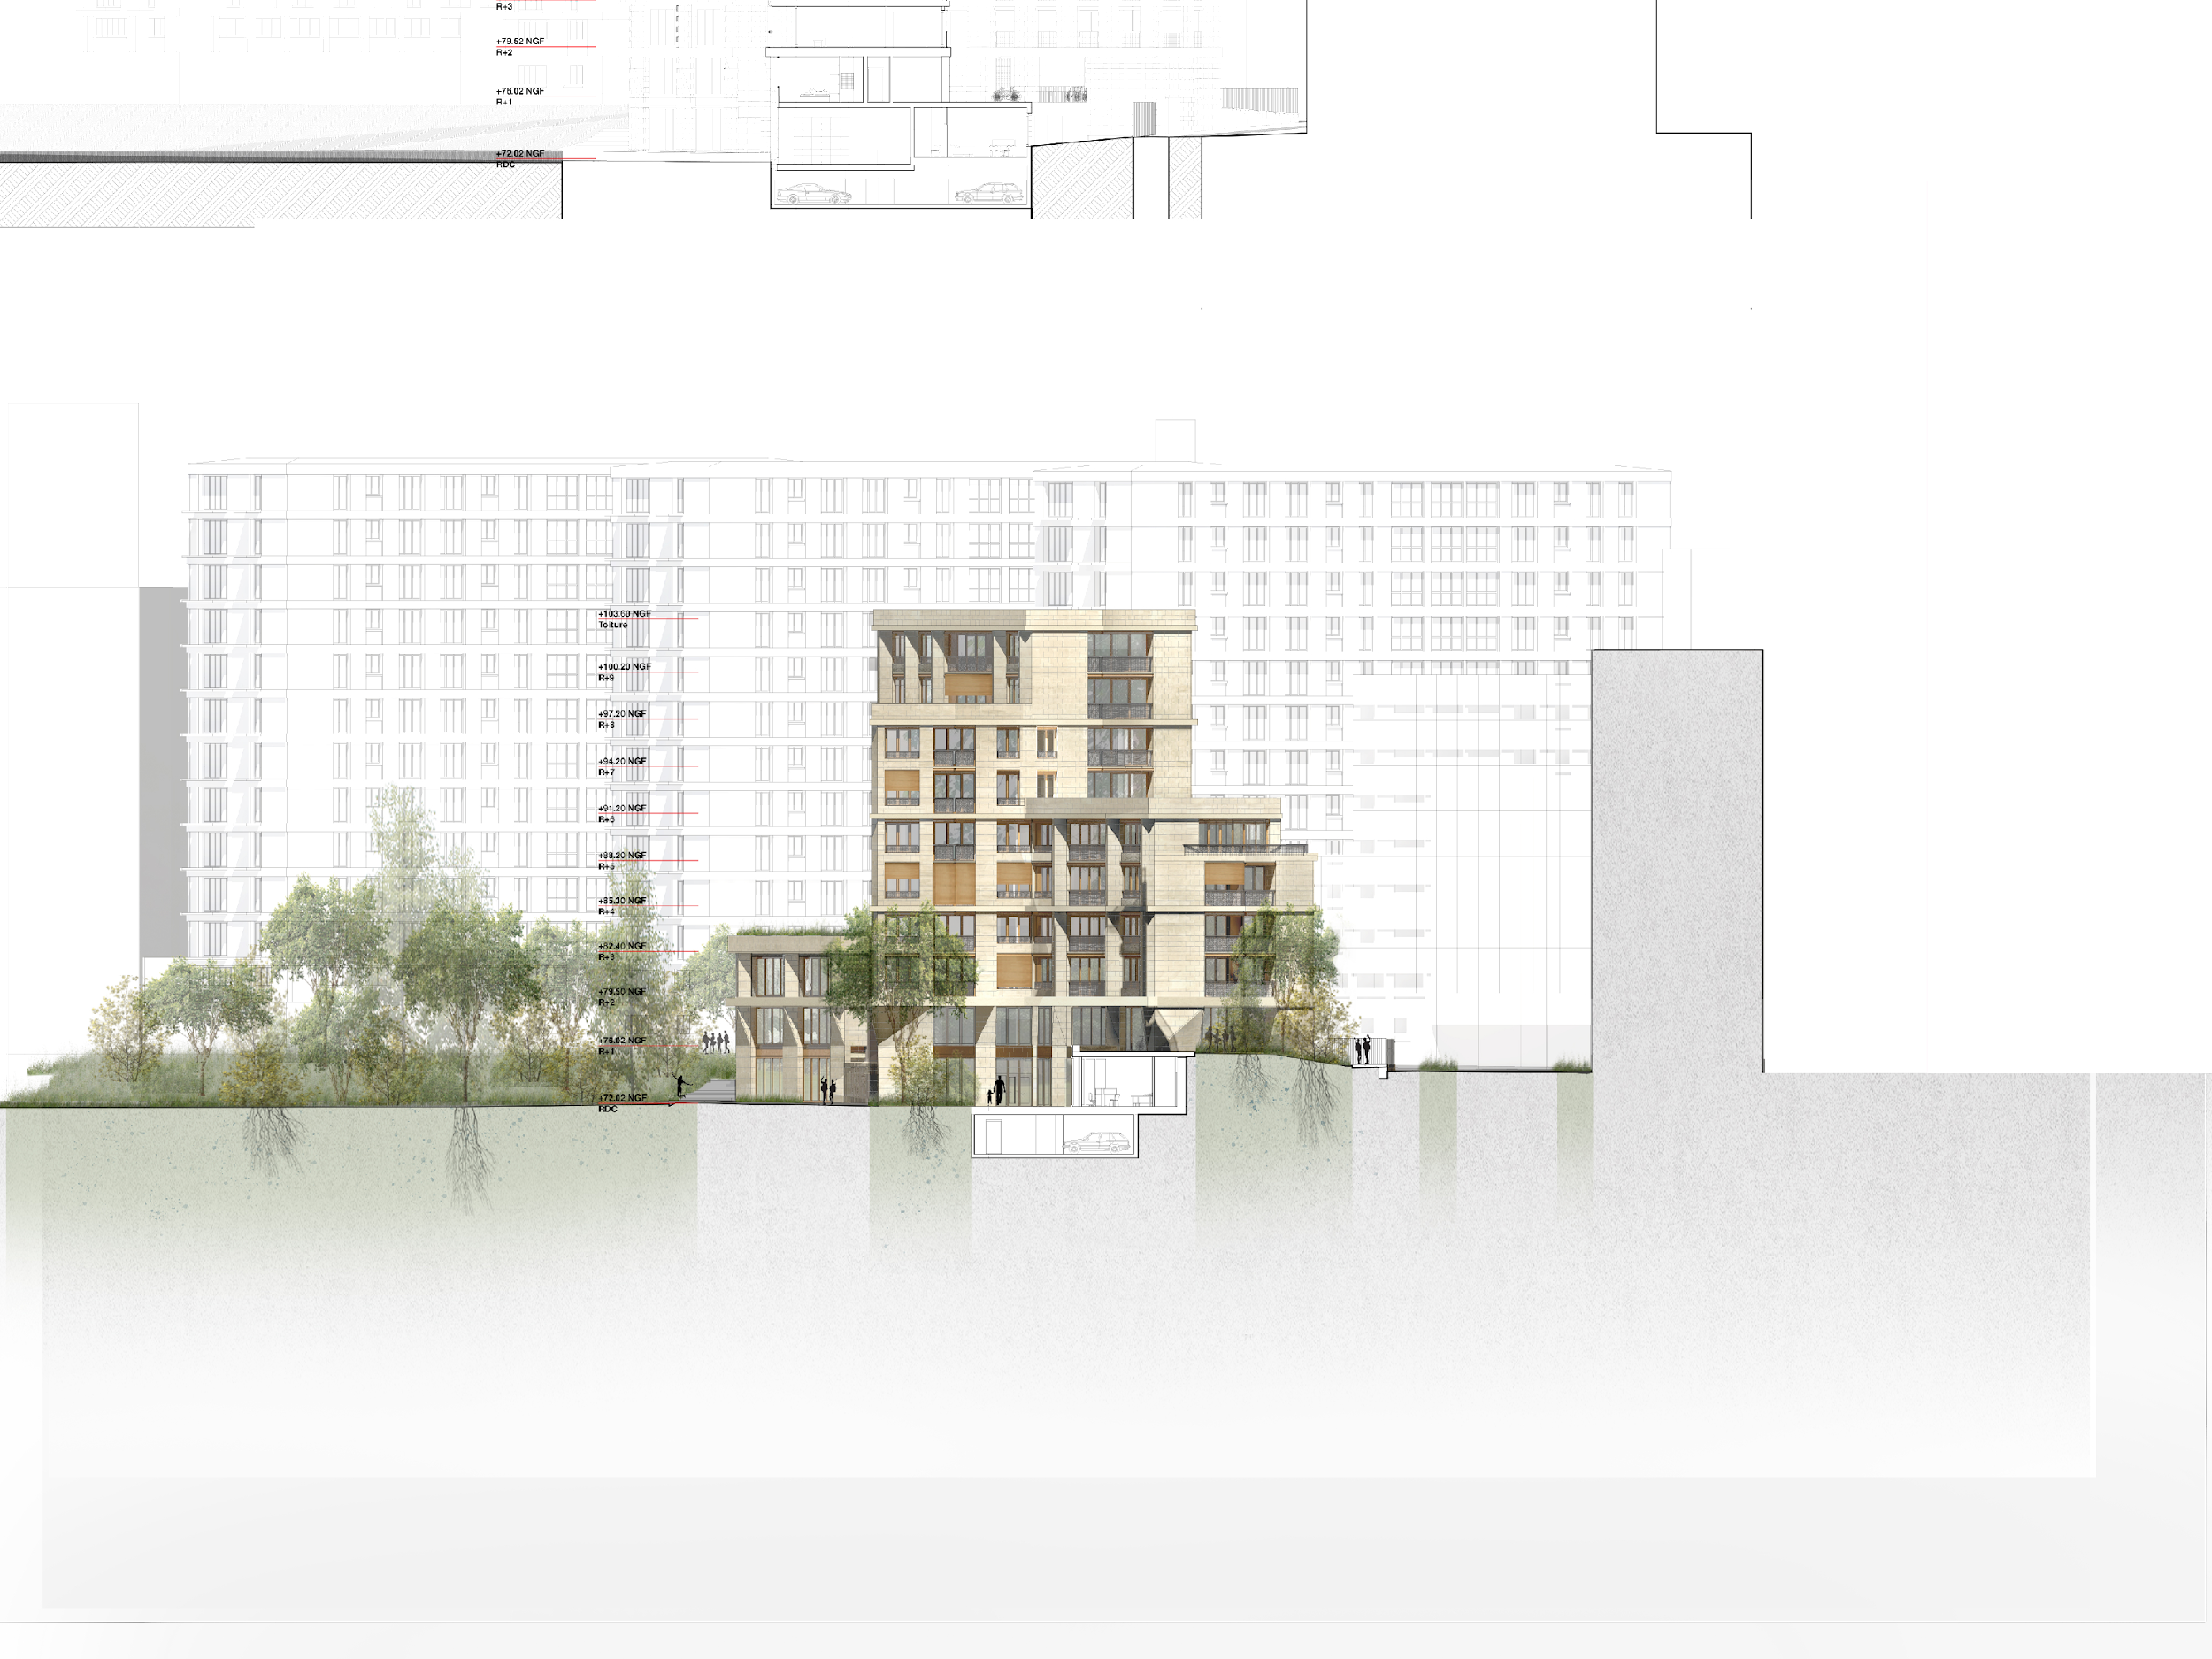 R+3
+79.52 NGF
R+2
+76.02 NGF
R+1
+72.02 NGF
RDC
+103.60 NGF
Toiture
+100.20 NGF
R+9
+97.20 NGF
R+8
+94.20 NGF
R+7
+91.20 NGF
R+6
+88.20 NGF
R+5
+85.30 NGF
R+4
+82.40 NGF
R+3
+79.50 NGF
R+2
+76.02 NGF
R+1
+72.02 NGF
RDC